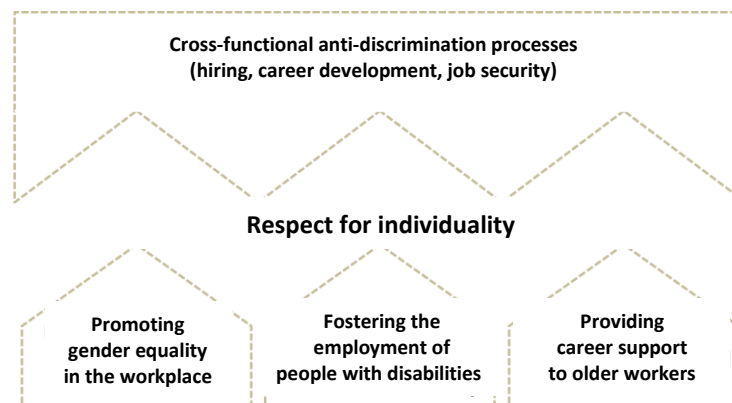 Cross-functional anti-discrimination processes
(hiring, career development, job security)
Respect for individuality
Promoting
gender equality
in the workplace
Fostering the
employment of
people with disabilities
Providing
career support
to older workers